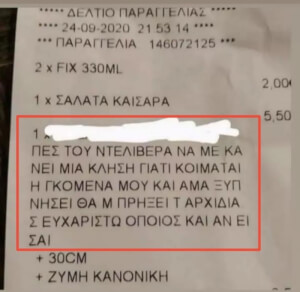 ***** ΔΕΛΤΙΟ ΠΑΡΑΓΓΕΛΙΑΣ *****
**** 24-09-2020 21 53 14 ****
*** ΠΑΡΑΓΓΕΛΙΑ 146072125 ***
2 x FIX 330ML
2,00€
1 x ΣΑΛΑΤΑ ΚΑΙΣΑΡΑ
5,50
1 x
ΠΕΣ ΤΟΥ ΝΤΕΛΙΒΕΡΑ ΝΑ ΜΕ ΚΑ
ΝΕΙ ΜΙΑ ΚΛΗΣΗ ΓΙΑΤΙ ΚΟΙΜΑΤΑΙ
Η ΓΚΟΜΕΝΑ ΜΟΥ ΚΑΙ ΑΜΑ ΞΥΠ
ΝΗΣΕΙ ΘΑ Μ ΠΡΗΞΕΙ Τ ΑΡΧΙΔΙΑ
Σ ΕΥΧΑΡΙΣΤΩ ΟΠΟΙΟΣ ΚΑΙ ΑΝ ΕΙ
ΣΑΙ
+ 30CM
+ ΖΥΜΗ ΚΑΝΟΝΙΚΗ